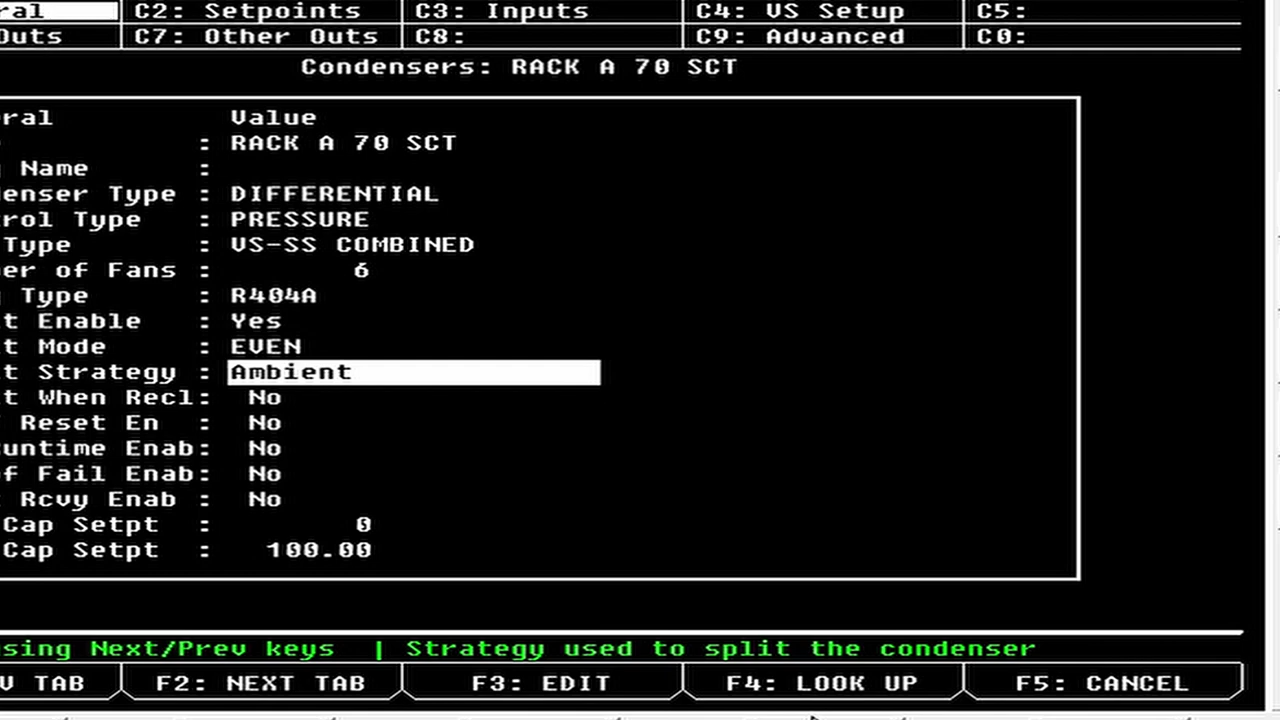 ral C2: Setpoints C3: Inputs C4: VS Setup C5:
Outs C7: Other Outs C8: C9: Advanced C0:
Condensers: RACK A 70 SCT
ral Value
: RACK A 70 SCT
Name :
enser Type : DIFFERENTIAL
rol Type : PRESSURE
Type : VS-SS COMBINED
er of Fans : 6
Type : R404A
t Enable : Yes
t Mode : EVEN
t Strategy : Ambient
t When Recl: No
Reset En : No
untime Enab: No
f Fail Enab: No
Rcvy Enab : No
Cap Setpt : 0
Cap Setpt : 100.00
sing Next/Prev keys | Strategy used to split the condenser
V TAB F2: NEXT TAB F3: EDIT F4: LOOK UP F5: CANCEL